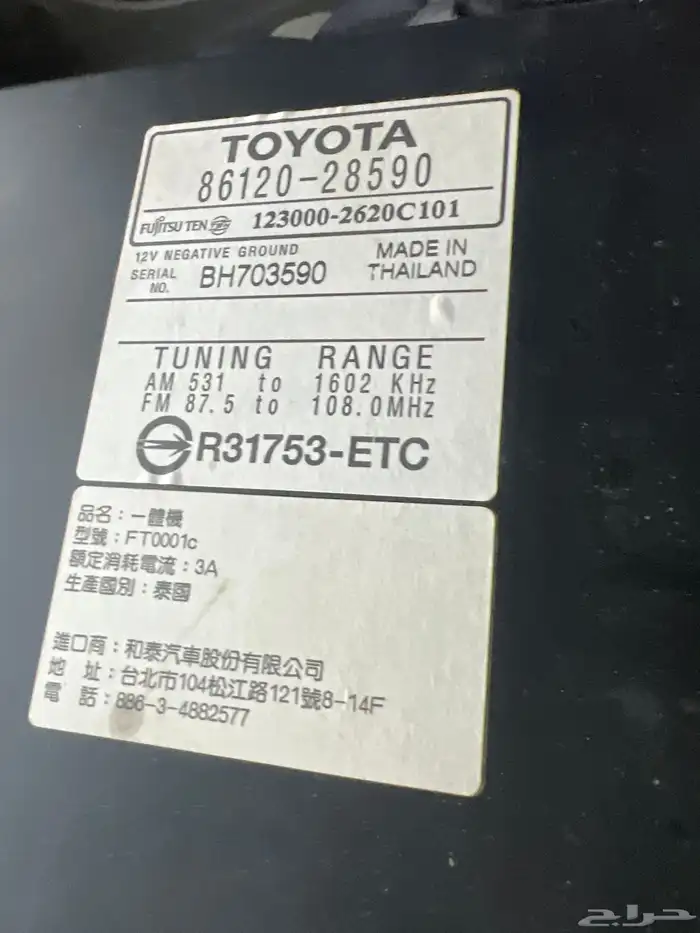 TOYOTA
86120-28590
FUJITSU TEN 123000-2620C101
12V NEGATIVE GROUND
SERIAL NO. BH703590
MADE IN THAILAND
TUNING RANGE
AM 531 to 1602 KHz
FM 87.5 to 108.0MHz
R31753-ETC
品名：一體機
型號：FT0001c
額定消耗電流：3A
生產國別：泰國
進口商：和泰汽車股份有限公司
地 址：台北市104松江路121號8-14F
電 話：886-3-4882577
حراج